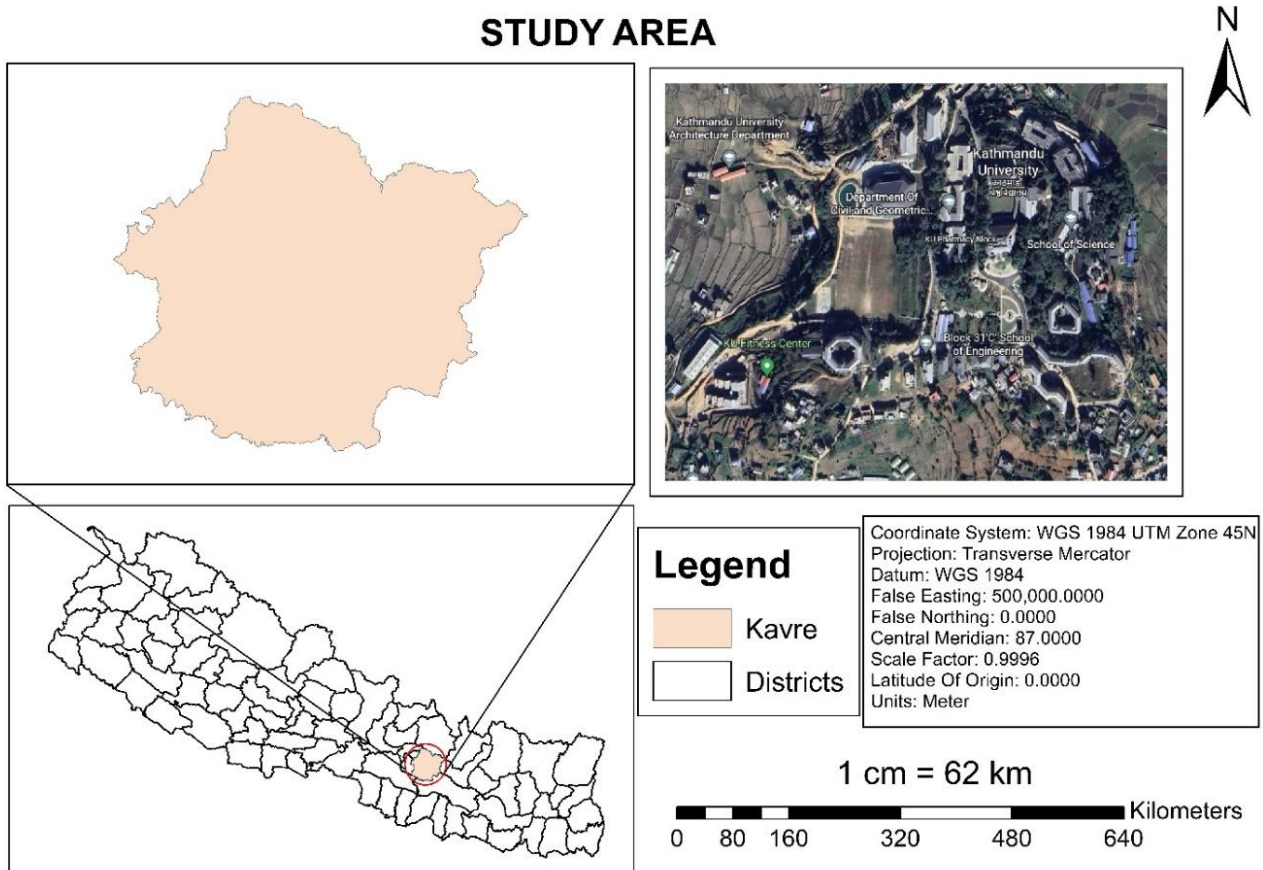 STUDY AREA
N
Kathmandu University
Architecture Department
Kathmandu
University
Department Of
Civil and Geometric...
KU Pharmacy Block
School of Science
KU Fitness Center
Block 31'C' School
of Engineering
Legend
Kavre
Districts
Coordinate System: WGS 1984 UTM Zone 45N
Projection: Transverse Mercator
Datum: WGS 1984
False Easting: 500,000.0000
False Northing: 0.0000
Central Meridian: 87.0000
Scale Factor: 0.9996
Latitude Of Origin: 0.0000
Units: Meter
1 cm = 62 km
Kilometers
0 80 160 320 480 640